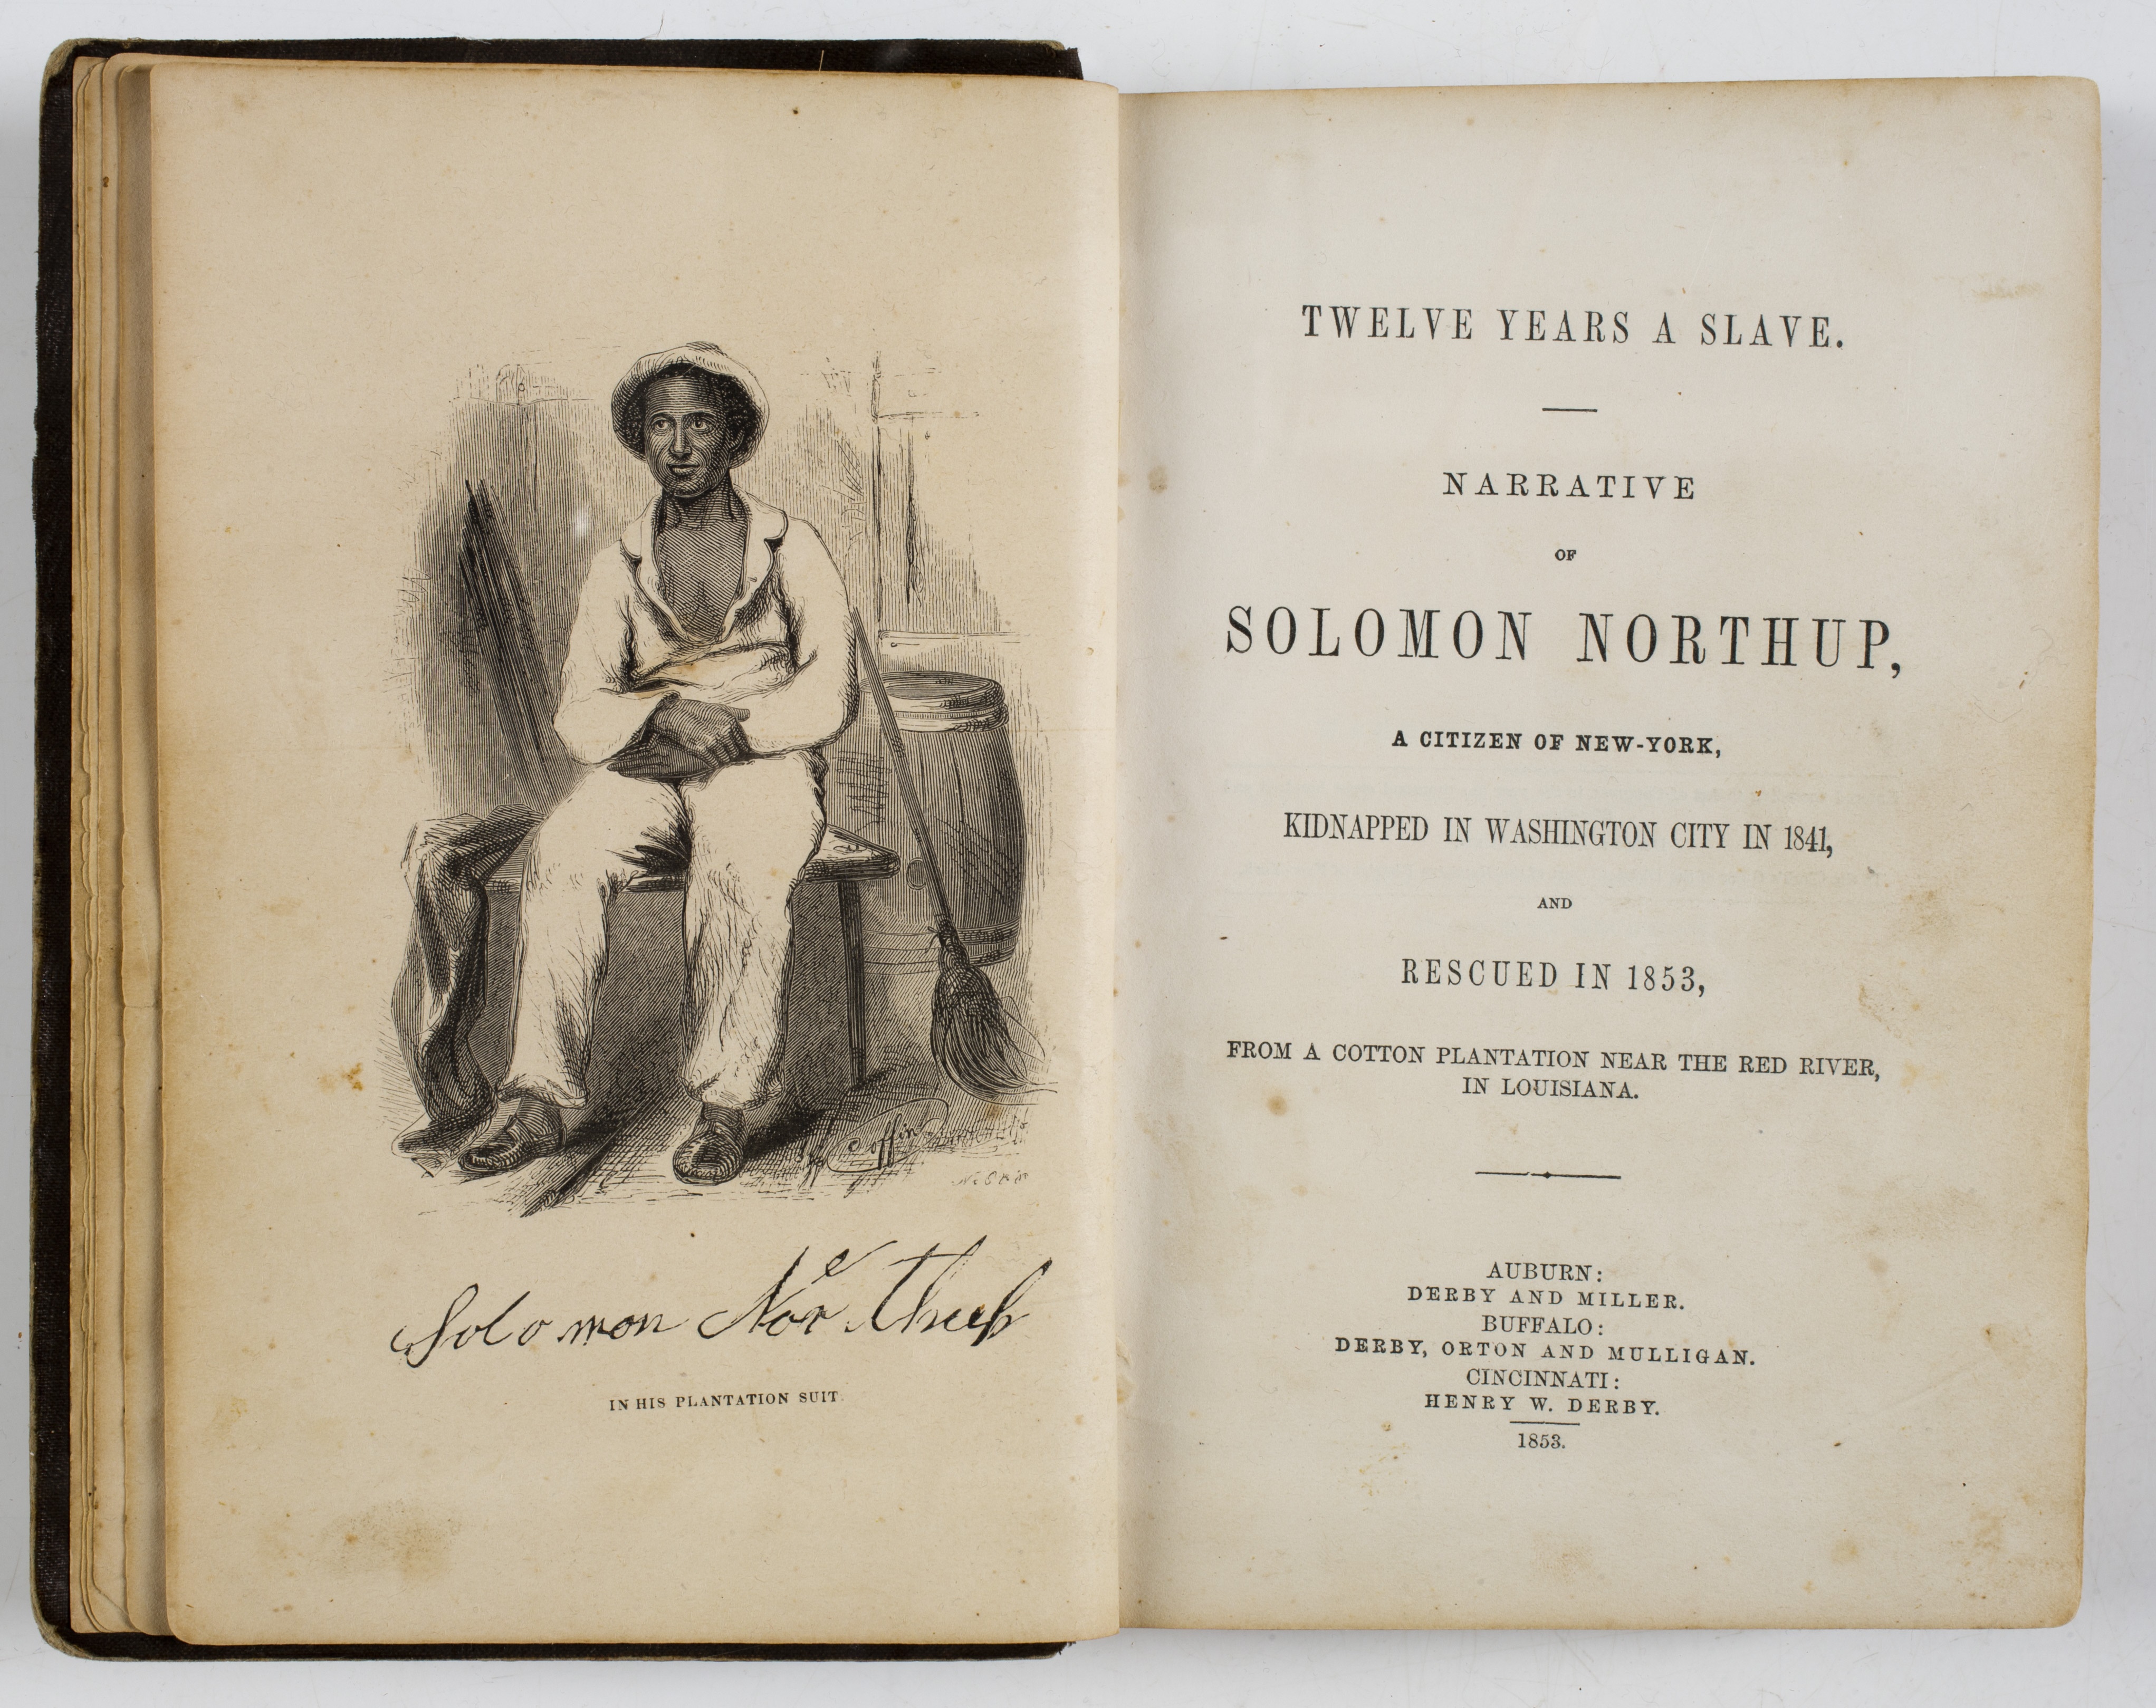 Coffin
Solomon Northup
IN HIS PLANTATION SUIT.
TWELVE YEARS A SLAVE.
NARRATIVE
OF
SOLOMON NORTHUP,
A CITIZEN OF NEW-YORK,
KIDNAPPED IN WASHINGTON CITY IN 1841,
AND
RESCUED IN 1853,
FROM A COTTON PLANTATION NEAR THE RED RIVER,
IN LOUISIANA.
AUBURN:
DERBY AND MILLER.
BUFFALO:
DERBY, ORTON AND MULLIGAN.
CINCINNATI:
HENRY W. DERBY.
1853.